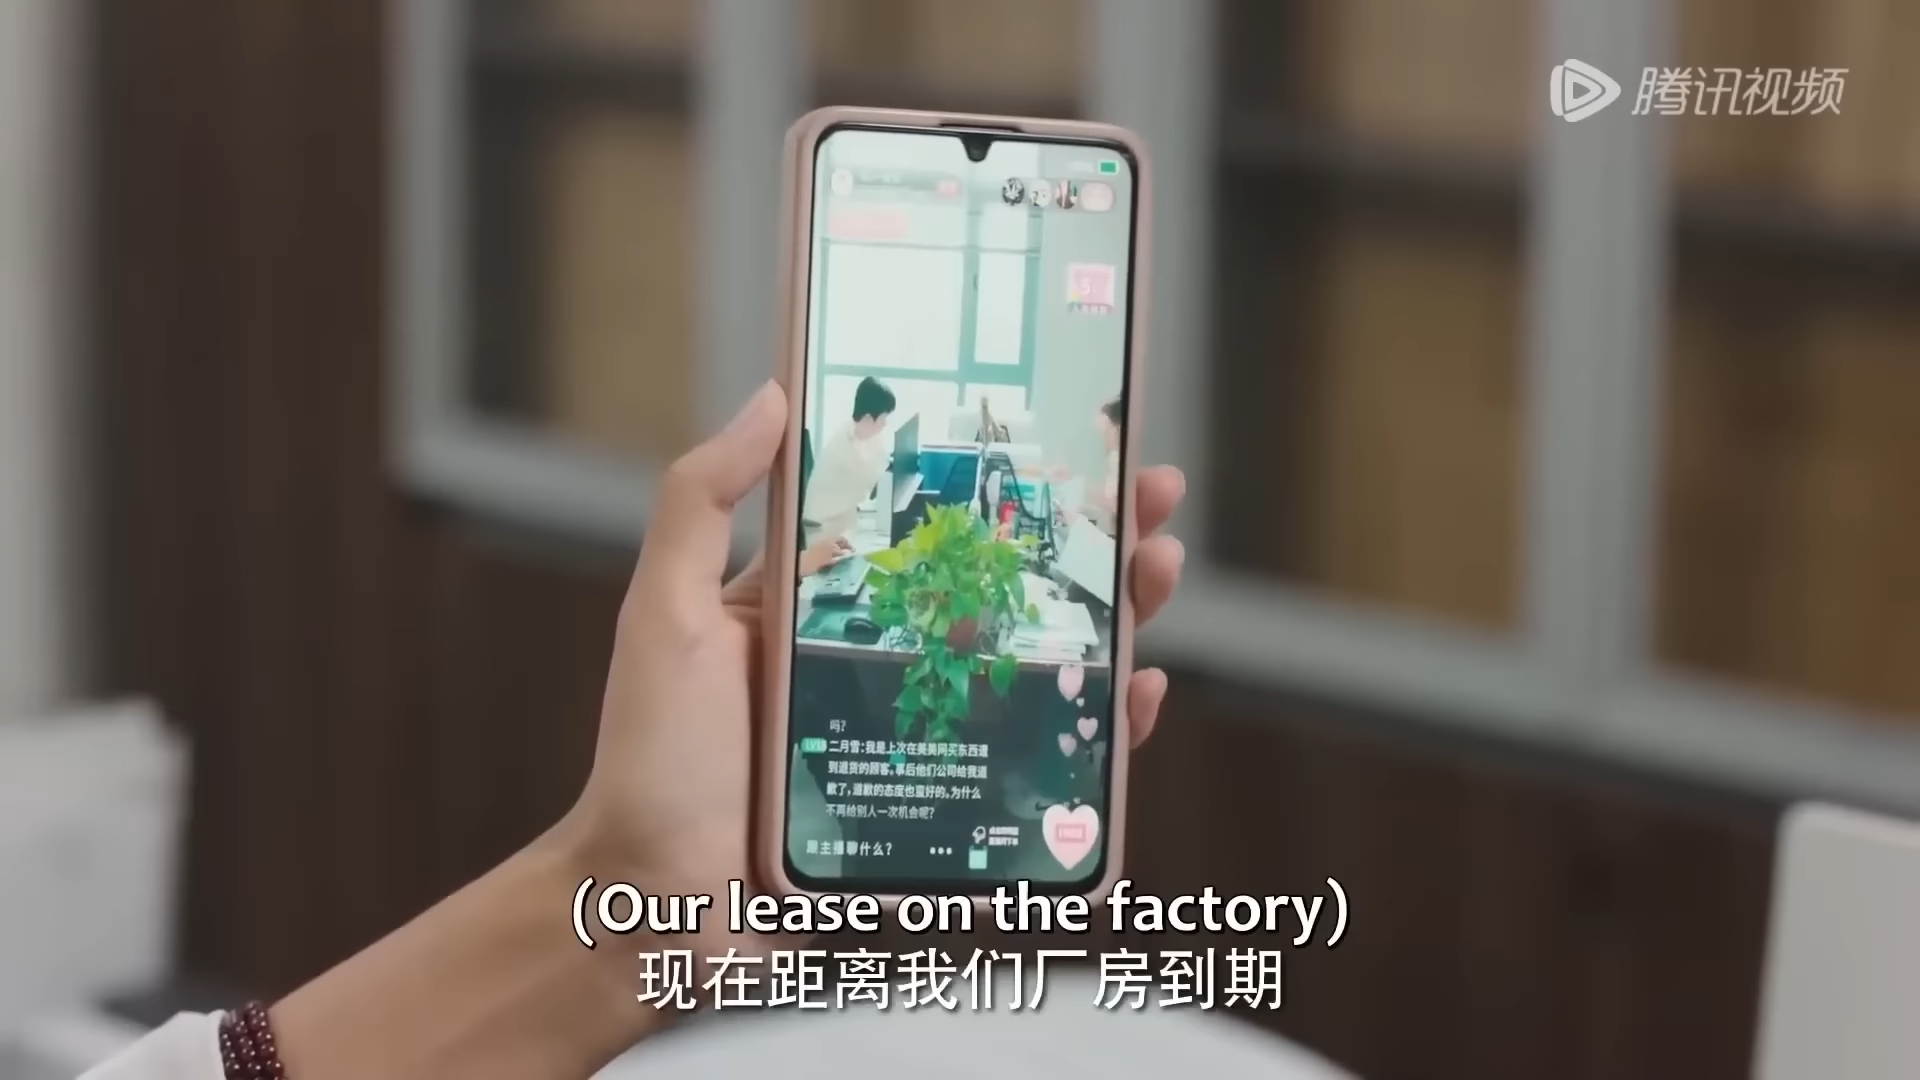 腾讯视频
吗?
二月雪:我是上次在美美网买东西遭
到退货的顾客,事后他们公司给我道
歉了,道歉的态度也蛮好的,为什么
不再给别人一次机会呢?
跟主播聊什么?
(Our lease on the factory)
现在距离我们厂房到期